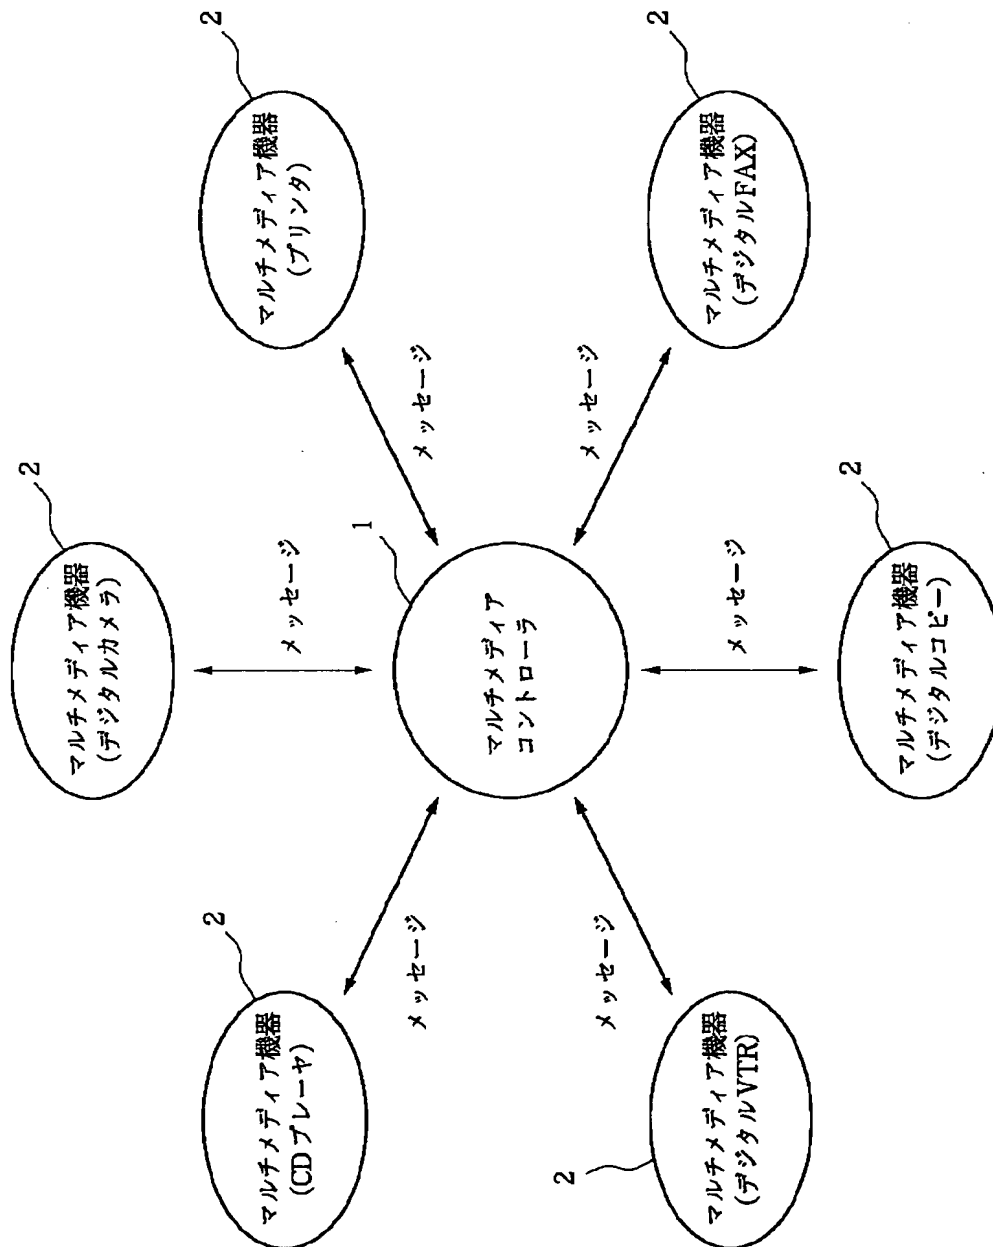 2
マルチメディア機器
(デジタルカメラ)
2
マルチメディア機器
(CDプレーヤ)
メッセージ
2
マルチメディア機器
(プリンタ)
メッセージ
メッセージ
1
マルチメディア
コントローラ
メッセージ
メッセージ
2
マルチメディア機器
(デジタルVTR)
メッセージ
2
マルチメディア機器
(デジタルFAX)
2
マルチメディア機器
(デジタルコピー)